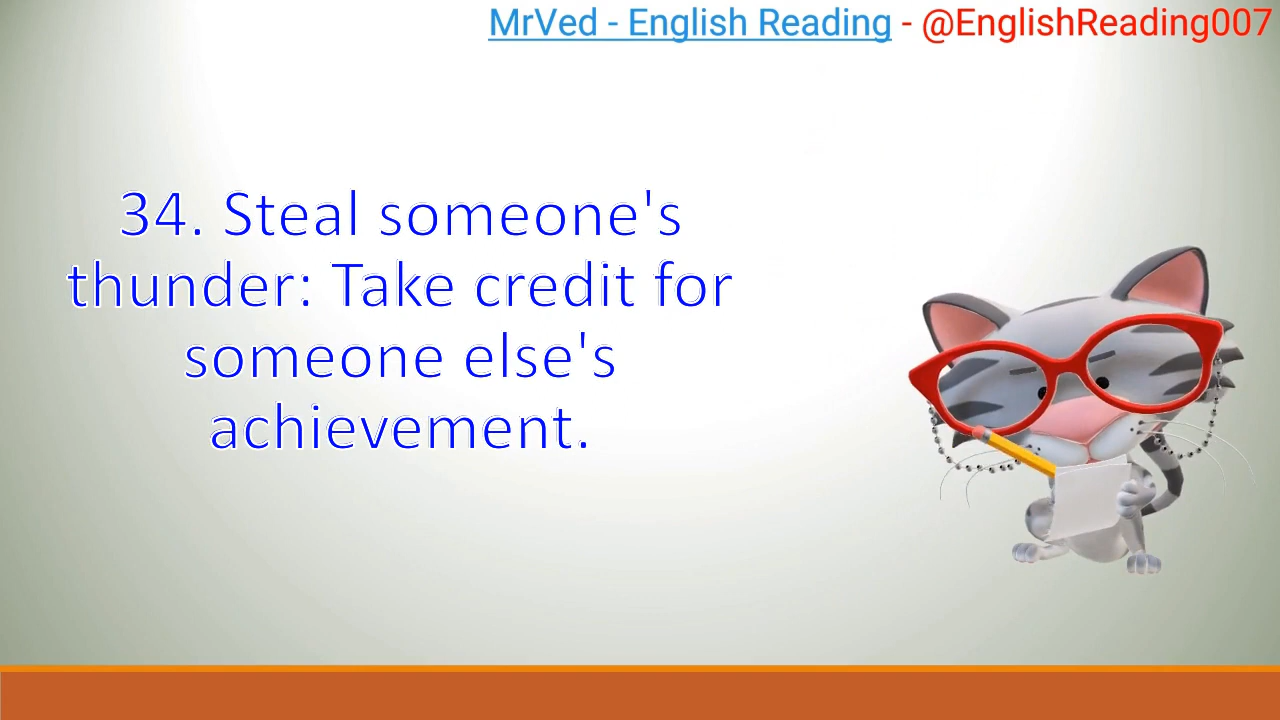 MrVed - English Reading - @EnglishReading007
34. Steal someone's
thunder: Take credit for
someone else's
achievement.